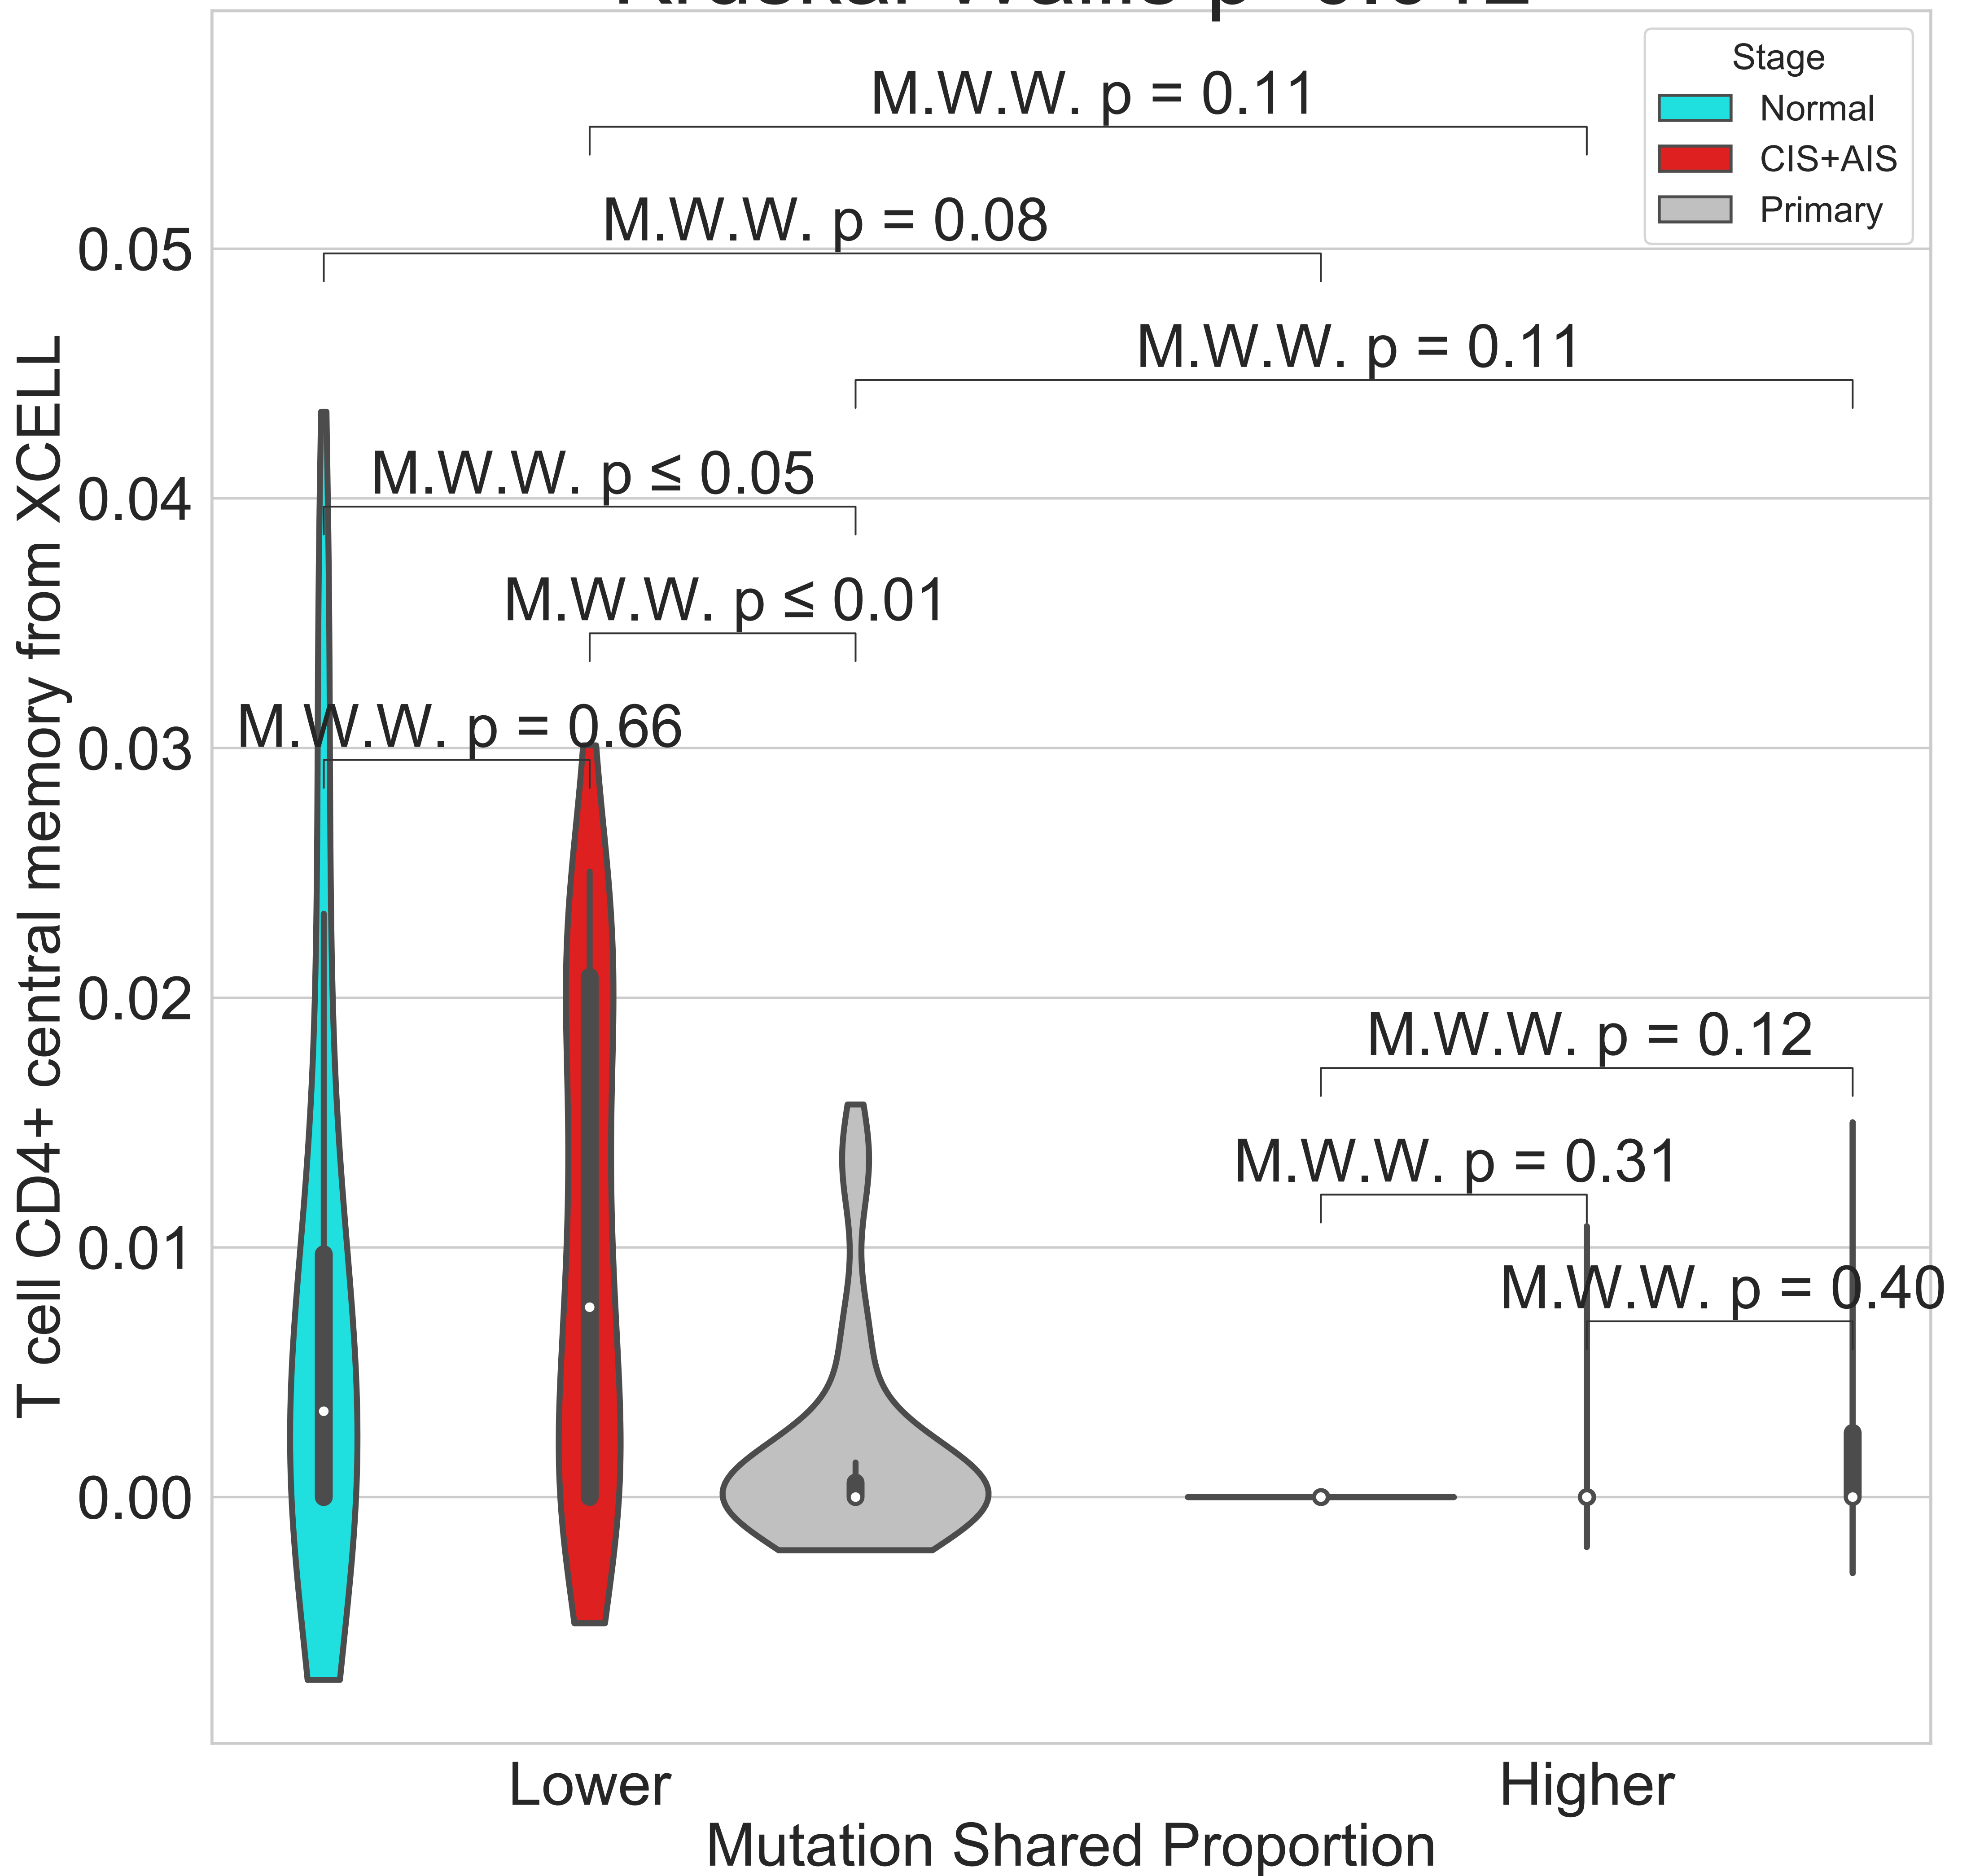 Stage
Normal
CIS+AIS
Primary
M.W.W. p = 0.11
M.W.W. p = 0.08
M.W.W. p = 0.11
M.W.W. p ≤ 0.05
M.W.W. p ≤ 0.01
M.W.W. p = 0.66
M.W.W. p = 0.12
M.W.W. p = 0.31
M.W.W. p = 0.40
T cell CD4+ central memory from XCELL
0.05
0.04
0.03
0.02
0.01
0.00
Lower
Higher
Mutation Shared Proportion